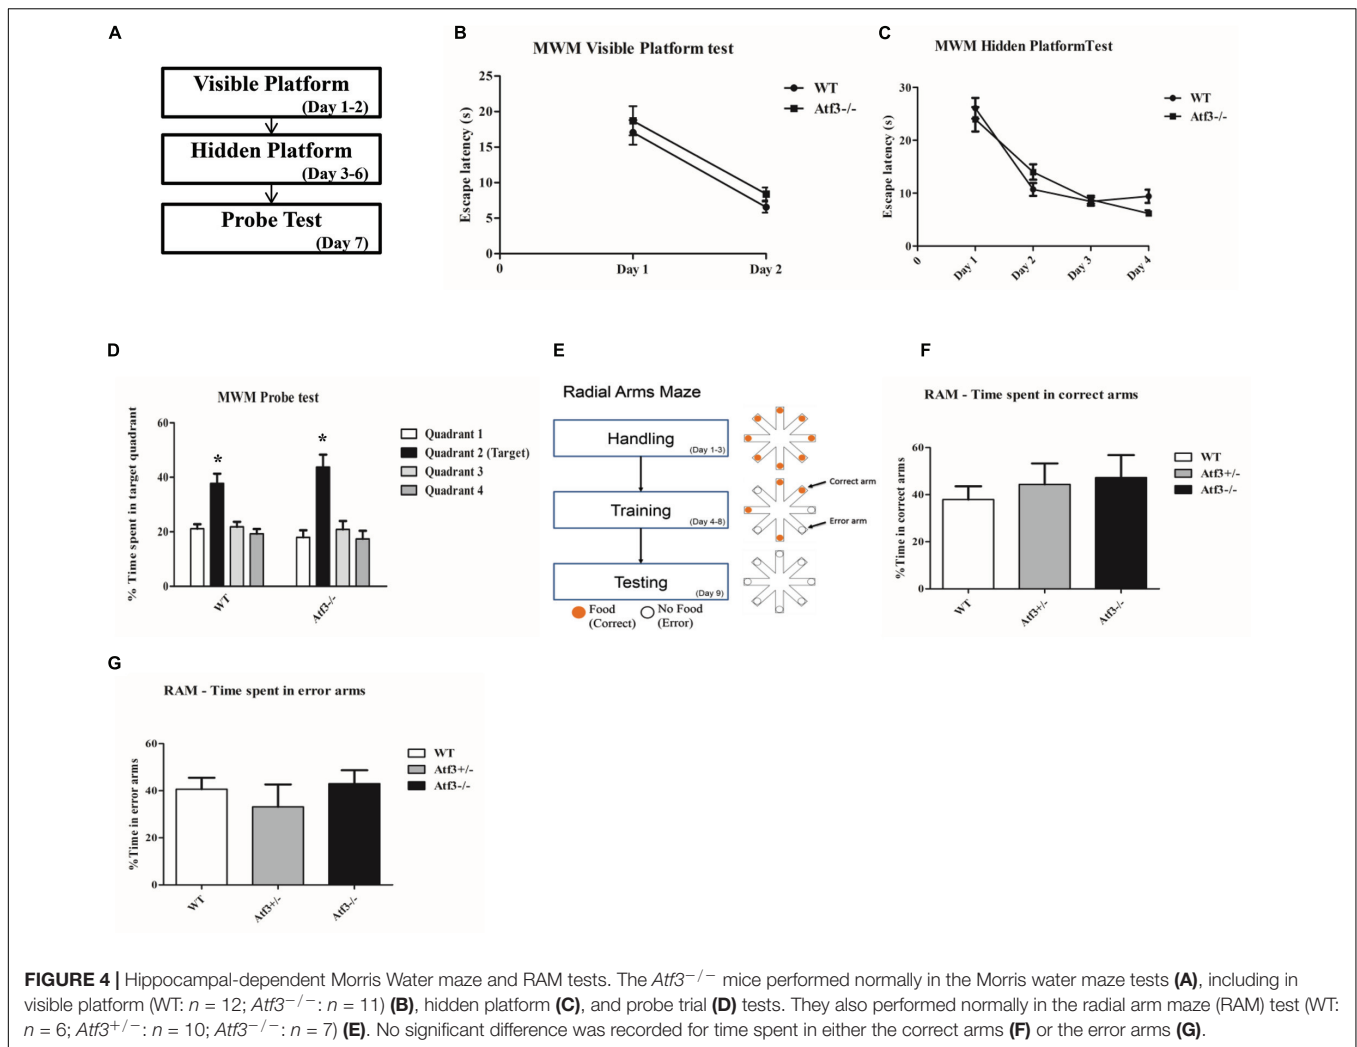 A
Visible Platform
(Day 1-2)
Hidden Platform
(Day 3-6)
Probe Test
(Day 7)
B
MWM Visible Platform test
Escape latency (s)
25
20
15
10
5
0
0
Day 1
Day 2
WT
Atf3-/-
C
MWM Hidden PlatformTest
Escape latency (s)
30
20
10
0
0
Day 1
Day 2
Day 3
Day 4
WT
Atf3-/-
D
MWM Probe test
% Time spent in target quadrant
60
40
20
0
*
*
WT
Atf3-/-
Quadrant 1
Quadrant 2 (Target)
Quadrant 3
Quadrant 4
E
Radial Arms Maze
Handling
(Day 1-3)
Training
(Day 4-8)
Testing
(Day 9)
Correct arm
Error arm
Food
(Correct)
No Food
(Error)
F
RAM - Time spent in correct arms
%Time in correct arms
60
40
20
0
WT
Atf3+/-
Atf3-/-
WT
Atf3+/-
Atf3-/-
G
RAM - Time spent in error arms
%Time in error arms
60
40
20
0
WT
Atf3+/-
Atf3-/-
WT
Atf3+/-
Atf3-/-
FIGURE 4 | Hippocampal-dependent Morris Water maze and RAM tests. The Atf3−/− mice performed normally in the Morris water maze tests (A), including in
visible platform (WT: n = 12; Atf3−/−: n = 11) (B), hidden platform (C), and probe trial (D) tests. They also performed normally in the radial arm maze (RAM) test (WT:
n = 6; Atf3+/−: n = 10; Atf3−/−: n = 7) (E). No significant difference was recorded for time spent in either the correct arms (F) or the error arms (G).